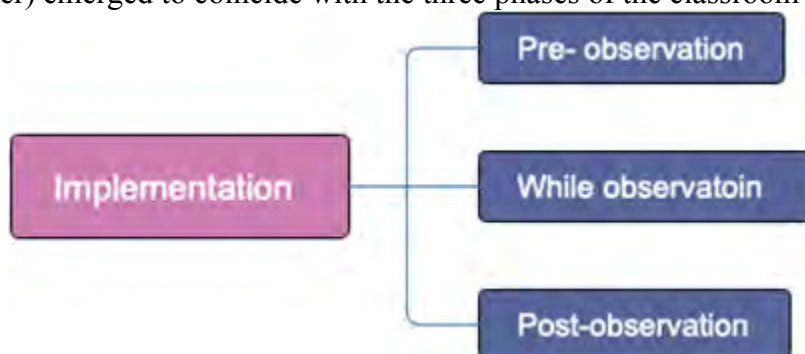 er) emerged to coincide with the three phases of the classroom
Pre- observation
Implementation
While observatoin
Post-observation